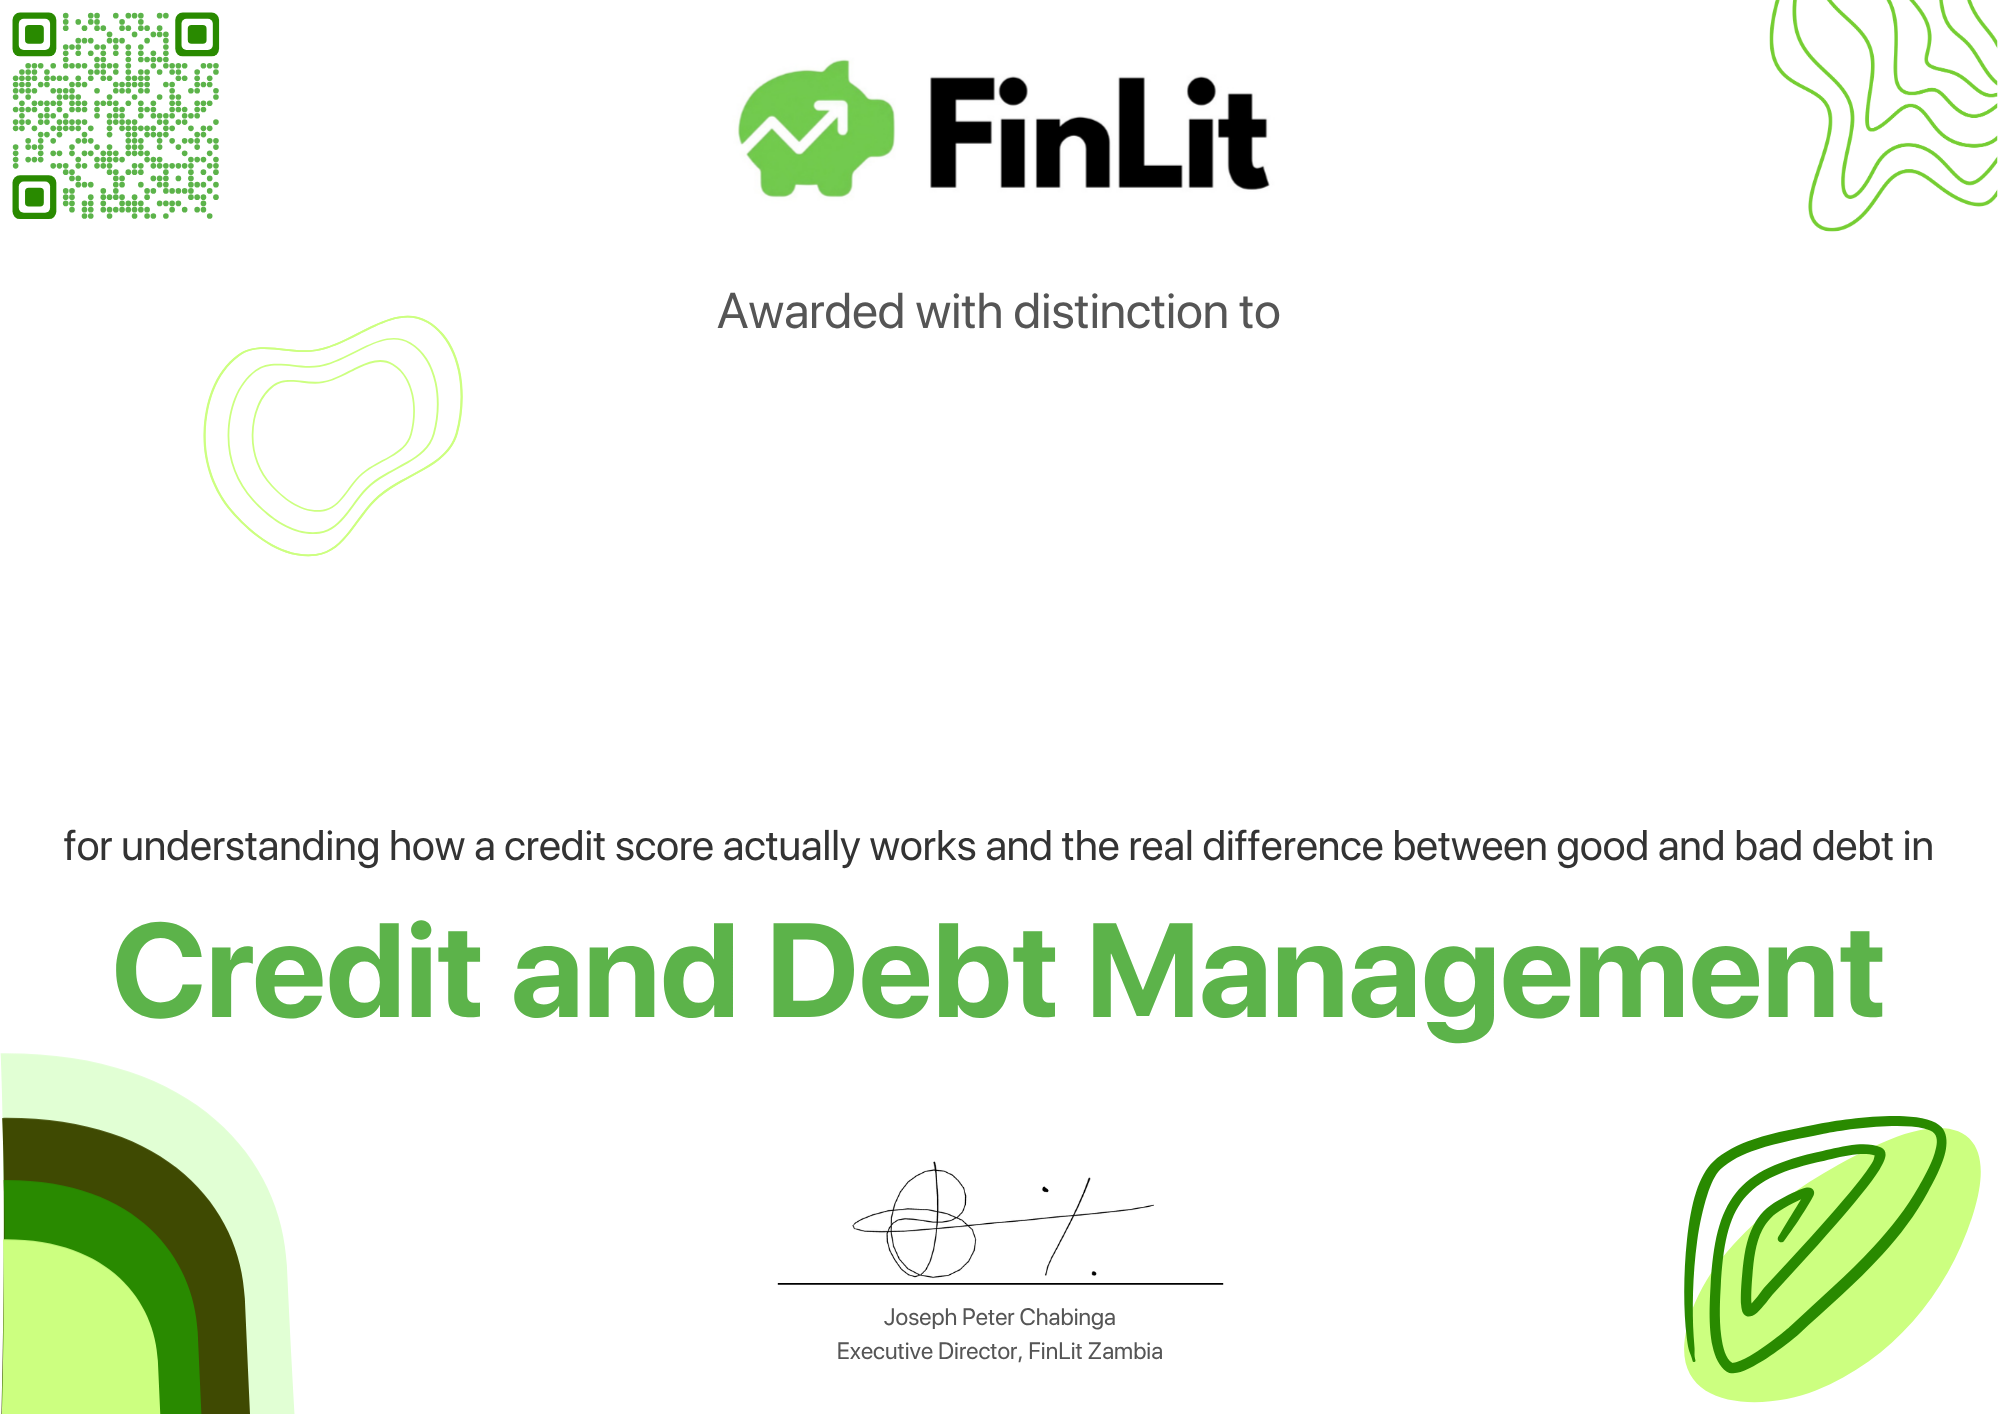 FinLit
Awarded with distinction to
for understanding how a credit score actually works and the real difference between good and bad debt in
Credit and Debt Management
Joseph Peter Chabinga
Executive Director, FinLit Zambia